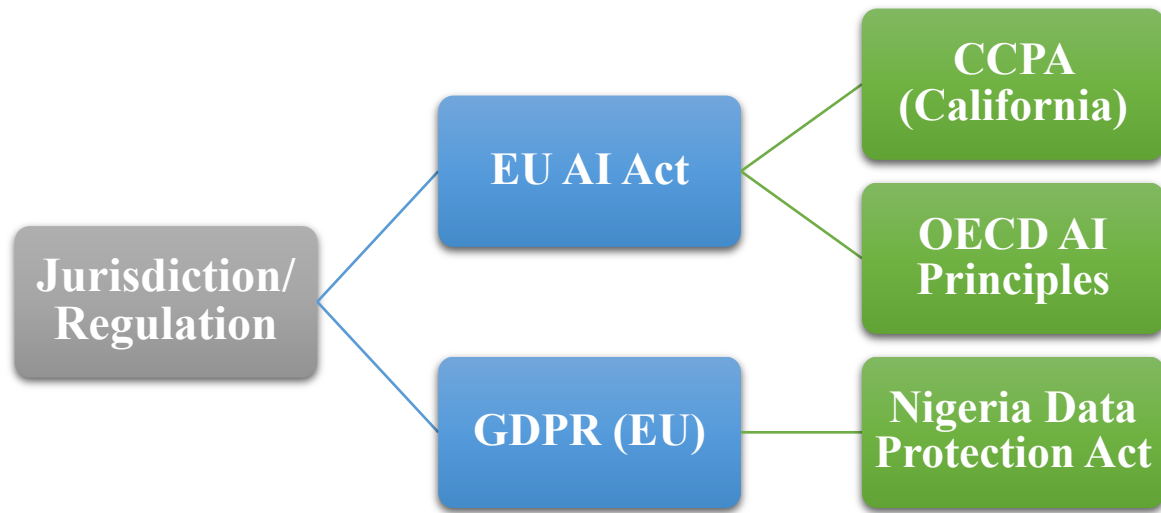 Jurisdiction/
Regulation
EU AI Act
GDPR (EU)
CCPA
(California)
OECD AI
Principles
Nigeria Data
Protection Act